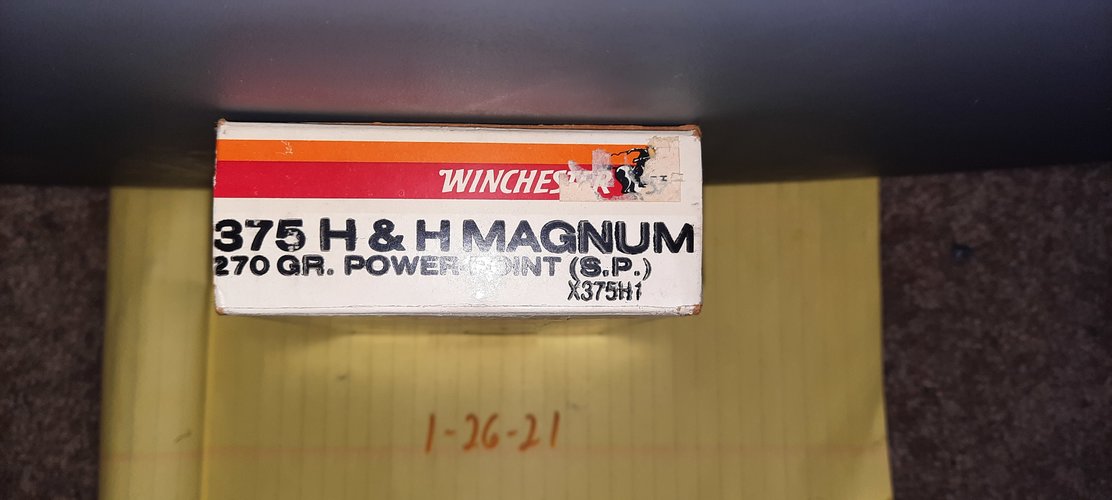 WINCHESTER
375 H & H MAGNUM
270 GR. POWER-POINT (S.P.)
X375H1
1-26-21